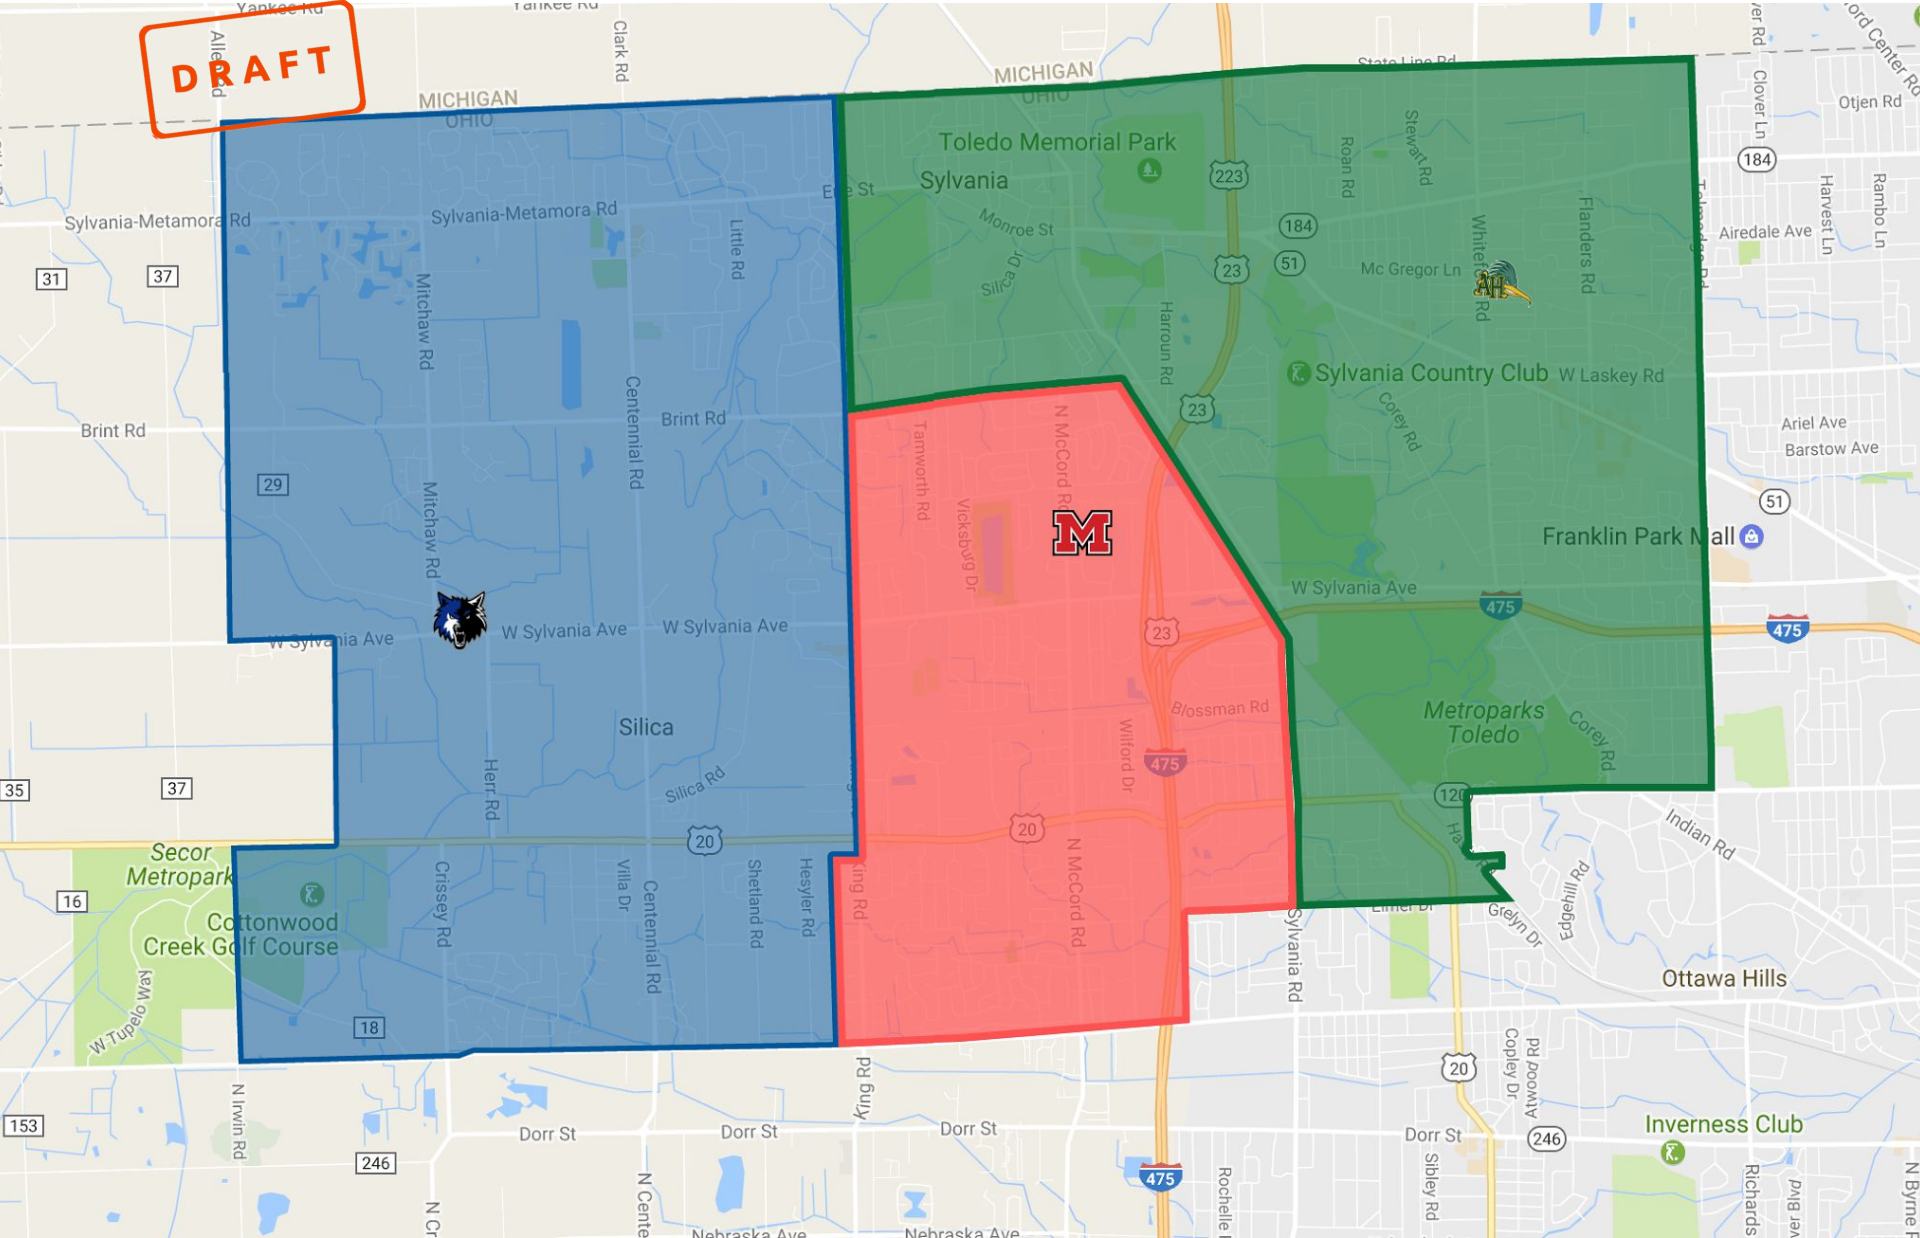 Yankee Rd
Yankee Rd
DRAFT
Clark Rd
MICHIGAN
OHIO
MICHIGAN
OHIO
State Line Rd
Clover Ln
Otjen Rd
184
Toledo Memorial Park
Sylvania
223
Roan Rd
Stewart Rd
Erie St
Sylvania-Metamora Rd
Sylvania-Metamora Rd
Little Rd
Monroe St
184
Flanders Rd
Airedale Ave
Harvest Ln
Rambo Ln
31
37
Mitchaw Rd
Silica Dr
23
51
Mc Gregor Ln
AH
Harroun Rd
Sylvania Country Club
W Laskey Rd
Centennial Rd
Brint Rd
Brint Rd
23
Corey Rd
Ariel Ave
Barstow Ave
29
Mitchaw Rd
Tamworth Rd
N McCord Rd
Vicksburg Dr
M
51
Franklin Park Mall
W Sylvania Ave
W Sylvania Ave
W Sylvania Ave
W Sylvania Ave
23
475
475
Silica
Blossman Rd
Metroparks
Toledo
Corey Rd
Wilford Dr
475
35
37
Herr Rd
Silica Rd
120
20
20
Indian Rd
Secor
Metropark
16
Crissey Rd
Villa Dr
Centennial Rd
Shetland Rd
Hesyler Rd
King Rd
N McCord Rd
Cottonwood
Creek Golf Course
Elmer Dr
Grelyn Dr
Edgehill Rd
Sylvania Rd
Ottawa Hills
W Tupelo Way
18
20
Copley Dr
Atwood Rd
N Irwin Rd
King Rd
153
Dorr St
Dorr St
Dorr St
Dorr St
246
Inverness Club
246
475
Sibley Rd
Nebraska Ave
Nebraska Ave